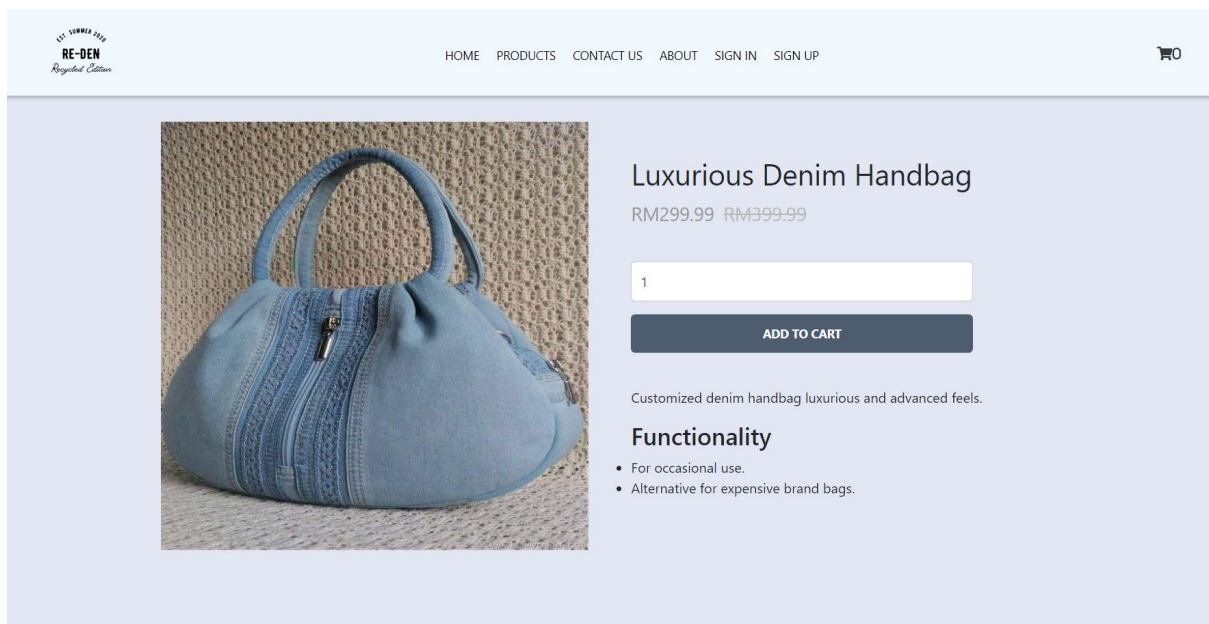 EST. SUMMER 2020
RE-DEN
Recycled Edition
HOME PRODUCTS CONTACT US ABOUT SIGN IN SIGN UP
0
Luxurious Denim Handbag
RM299.99 RM399.99
1
ADD TO CART
Customized denim handbag luxurious and advanced feels.
Functionality
• For occasional use.
• Alternative for expensive brand bags.